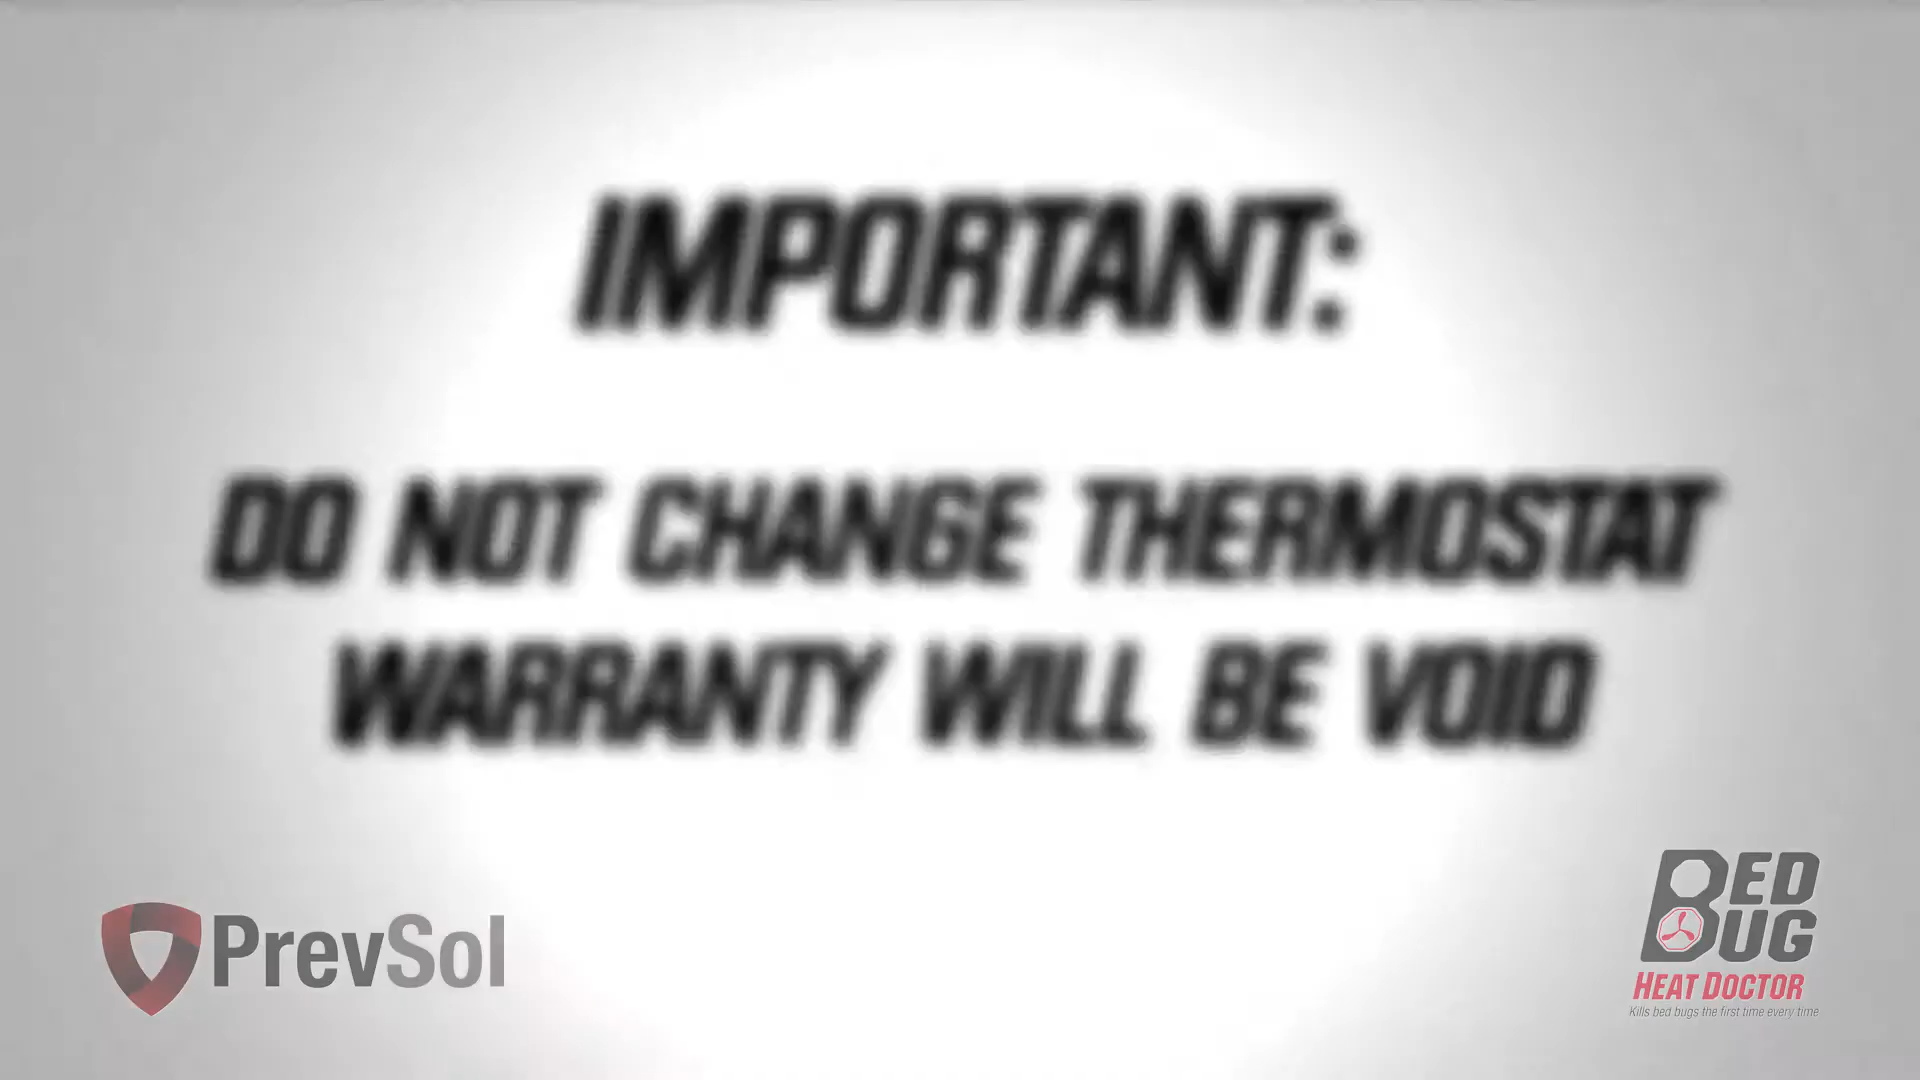 IMPORTANT:
DO NOT CHANGE THERMOSTAT
WARRANTY WILL BE VOID
PrevSol
BED
BUG
HEAT DOCTOR
Kills bed bugs the first time every time